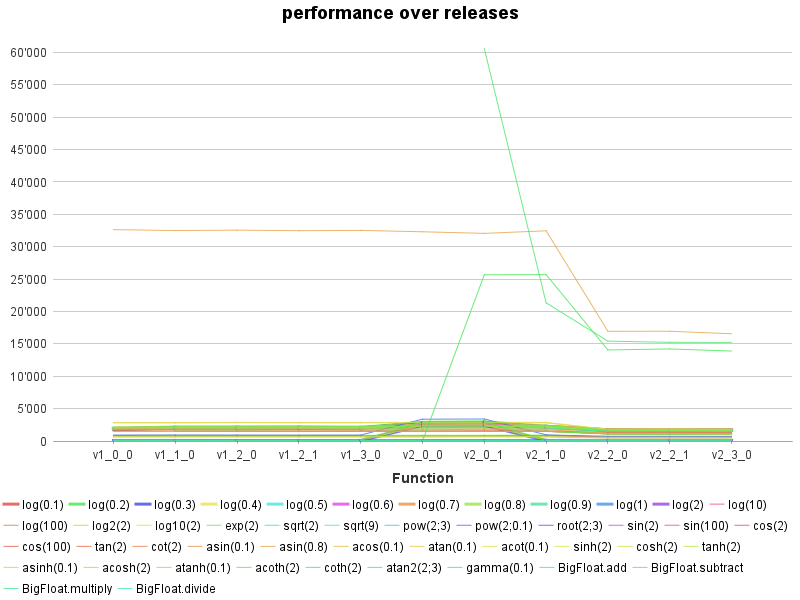 performance over releases
60'000
55'000
50'000
45'000
40'000
35'000
30'000
25'000
20'000
15'000
10'000
5'000
0
v1_0_0 v1_1_0 v1_2_0 v1_2_1 v1_3_0 v2_0_0 v2_0_1 v2_1_0 v2_2_0 v2_2_1 v2_3_0
Function
log(0.1) log(0.2) log(0.3) log(0.4) log(0.5) log(0.6) log(0.7) log(0.8) log(0.9) log(1) log(2) log(10)
log(100) log2(2) log10(2) exp(2) sqrt(2) sqrt(9) pow(2;3) pow(2;0.1) root(2;3) sin(2) sin(100) cos(2)
cos(100) tan(2) cot(2) asin(0.1) asin(0.8) acos(0.1) atan(0.1) acot(0.1) sinh(2) cosh(2) tanh(2)
asinh(0.1) acosh(2) atanh(0.1) acoth(2) coth(2) atan2(2;3) gamma(0.1) BigFloat.add BigFloat.subtract
BigFloat.multiply BigFloat.divide